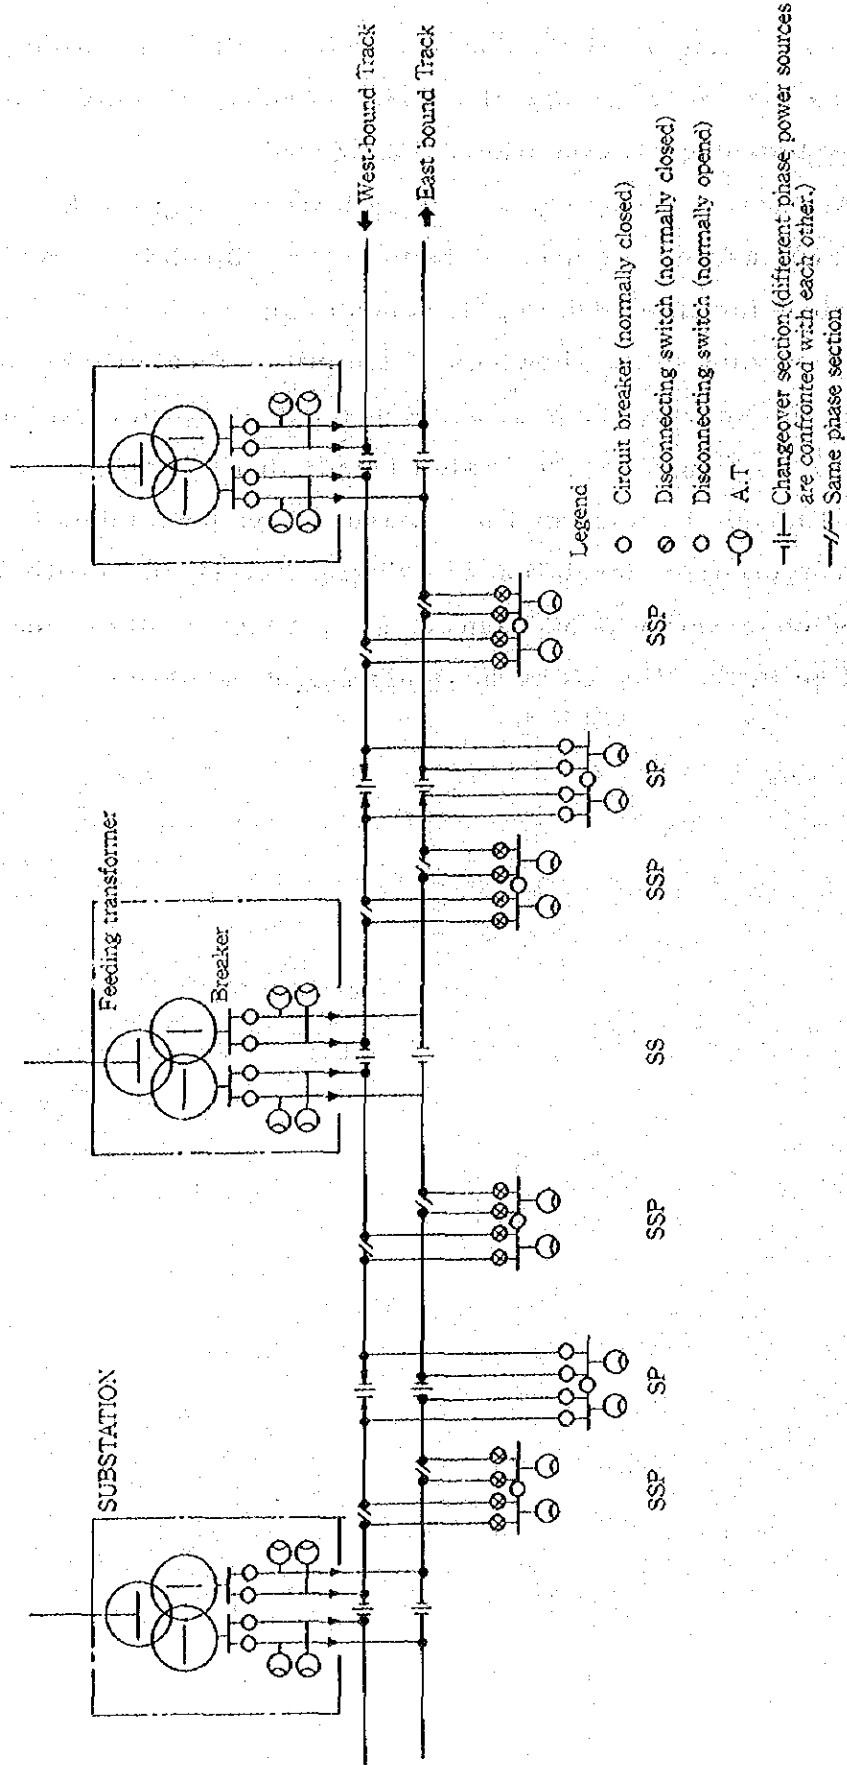 SUBSTATION
Feeding transformer
Breaker
West-bound Track
East bound Track
SSP
SP
SSP
SS
SSP
SP
SSP
Legend
Circuit breaker (normally closed)
Disconnecting switch (normally closed)
Disconnecting switch (normally opend)
A.T
Changeover section (different phase power sources
are confronted with each other.)
Same phase section